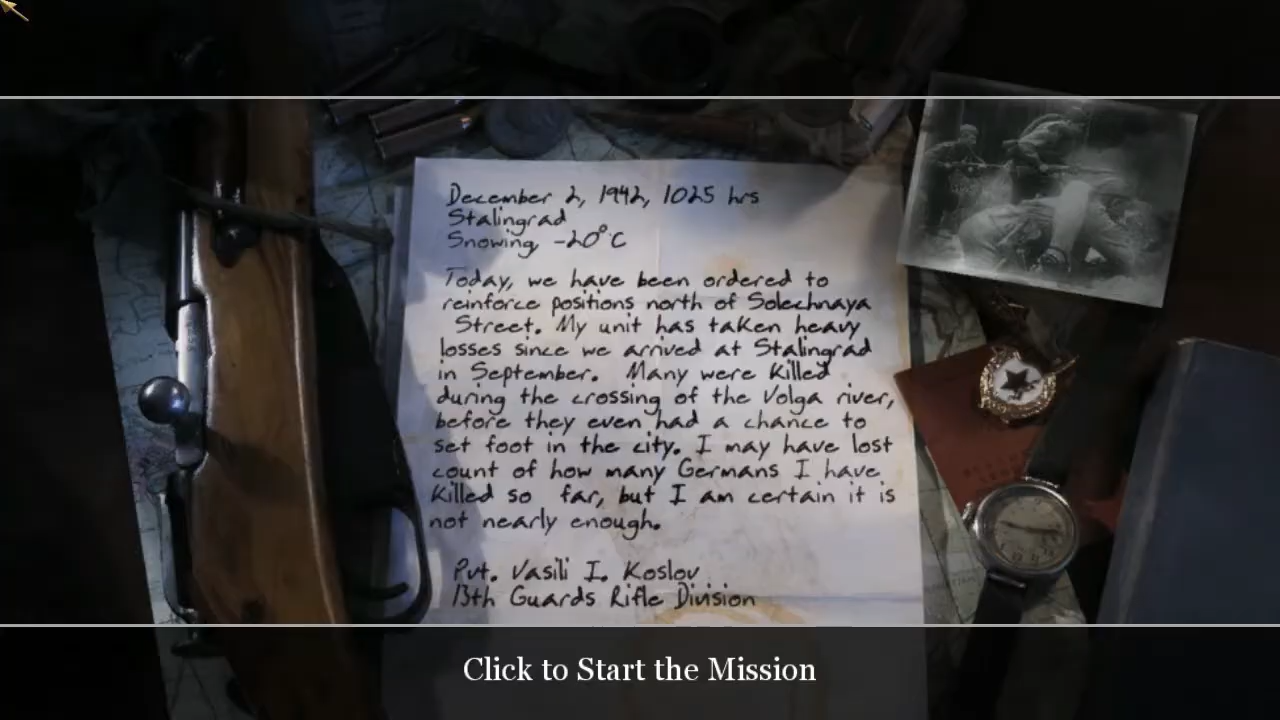 December 2, 1942, 1025 hrs
Stalingrad
Snowing, -20°C
Today, we have been ordered to
reinforce positions north of Solechnaya
Street. My unit has taken heavy
losses since we arrived at Stalingrad
in September. Many were killed
during the crossing of the Volga river,
before they even had a chance to
set foot in the city. I may have lost
count of how many Germans I have
killed so far, but I am certain it is
not nearly enough.
Pvt. Vasili I. Koslov
13th Guards Rifle Division
Click to Start the Mission